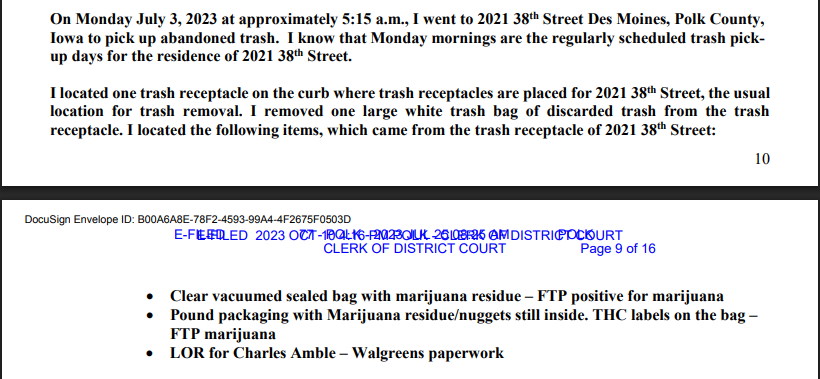 On Monday July 3, 2023 at approximately 5:15 a.m., I went to 2021 38th Street Des Moines, Polk County,
Iowa to pick up abandoned trash. I know that Monday mornings are the regularly scheduled trash pick-
up days for the residence of 2021 38th Street.
I located one trash receptacle on the curb where trash receptacles are placed for 2021 38th Street, the usual
location for trash removal. I removed one large white trash bag of discarded trash from the trash
receptacle. I located the following items, which came from the trash receptacle of 2021 38th Street:
10
DocuSign Envelope ID: B00A6A8E-78F2-4593-99A4-4F2675F0503D
E-FILED 2023 OCT DISTRICT COURT
CLERK OF DISTRICT COURT Page 9 of 16
• Clear vacuumed sealed bag with marijuana residue – FTP positive for marijuana
• Pound packaging with Marijuana residue/nuggets still inside. THC labels on the bag –
FTP marijuana
• LOR for Charles Amble – Walgreens paperwork